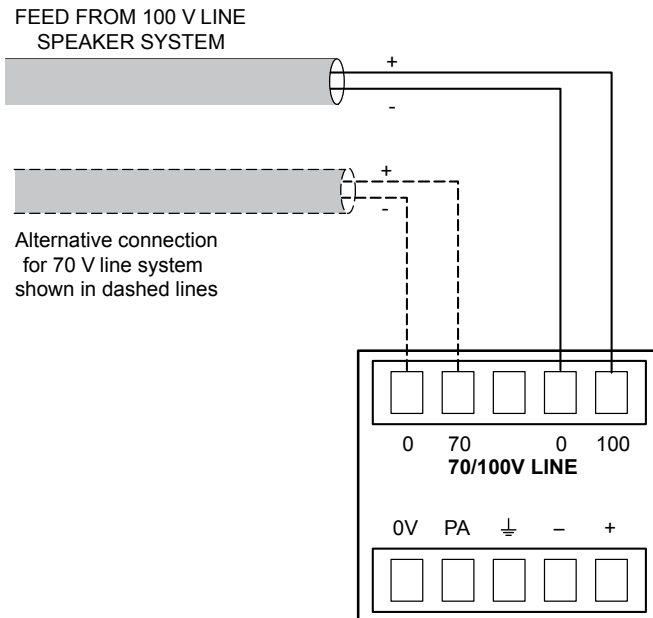 FEED FROM 100 V LINE
SPEAKER SYSTEM
+
-
+
-
Alternative connection
for 70 V line system
shown in dashed lines
0 70 0 100
70/100V LINE
0V PA ⏚ – +